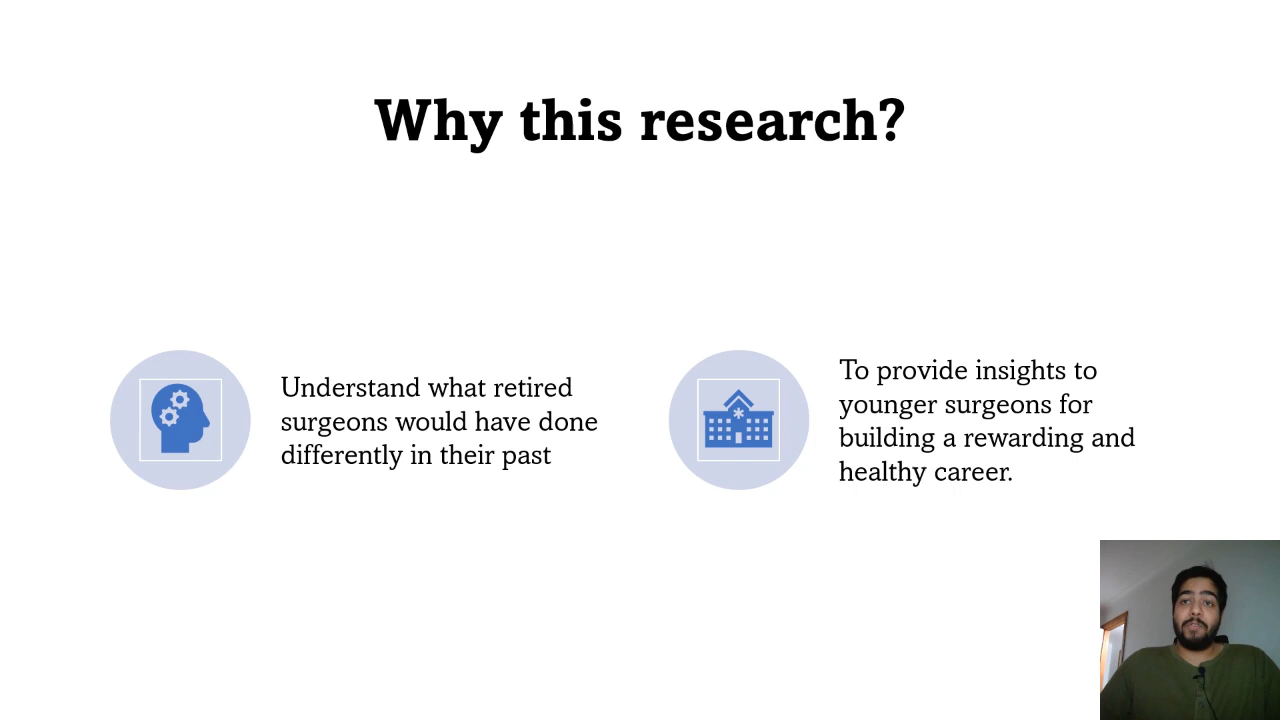 Why this research?
Understand what retired
surgeons would have done
differently in their past
To provide insights to
younger surgeons for
building a rewarding and
healthy career.